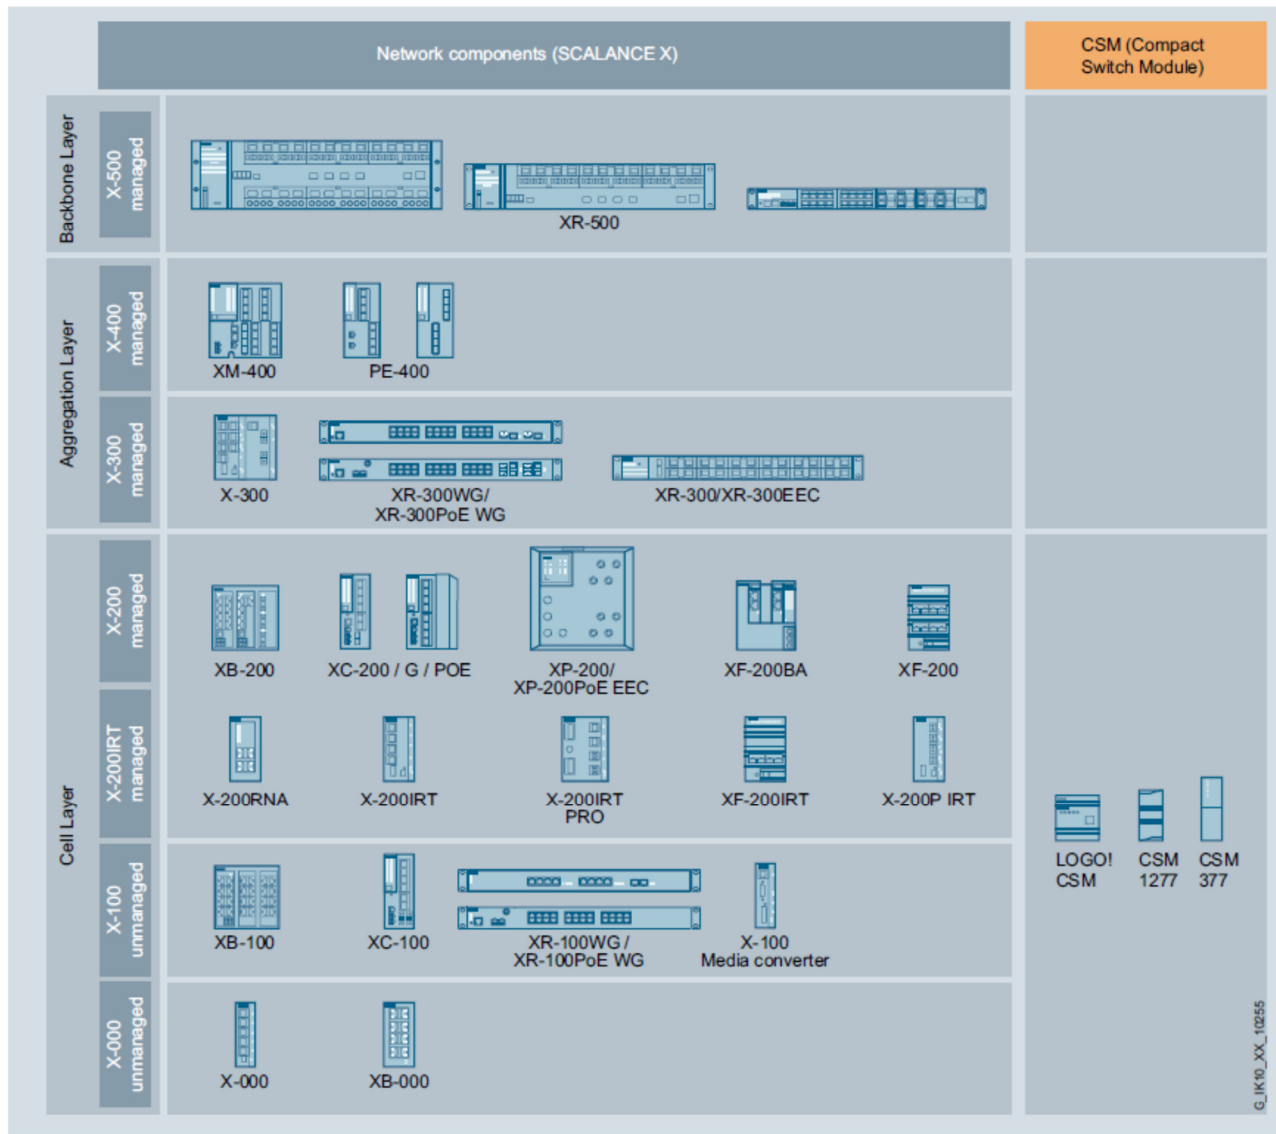 Network components (SCALANCE X)
CSM (Compact
Switch Module)
Backbone Layer
X-500
managed
XR-500
Aggregation Layer
X-400
managed
XM-400
PE-400
X-300
managed
X-300
XR-300WG/
XR-300PoE WG
XR-300/XR-300EEC
Cell Layer
X-200
managed
XB-200
XC-200 / G / POE
XP-200/
XP-200PoE EEC
XF-200BA
XF-200
X-200IRT
managed
X-200RNA
X-200IRT
X-200IRT
PRO
XF-200IRT
X-200P IRT
X-100
unmanaged
XB-100
XC-100
XR-100WG /
XR-100PoE WG
X-100
Media converter
X-000
unmanaged
X-000
XB-000
LOGO!
CSM
CSM
1277
CSM
377
G_IK10_XX_10255